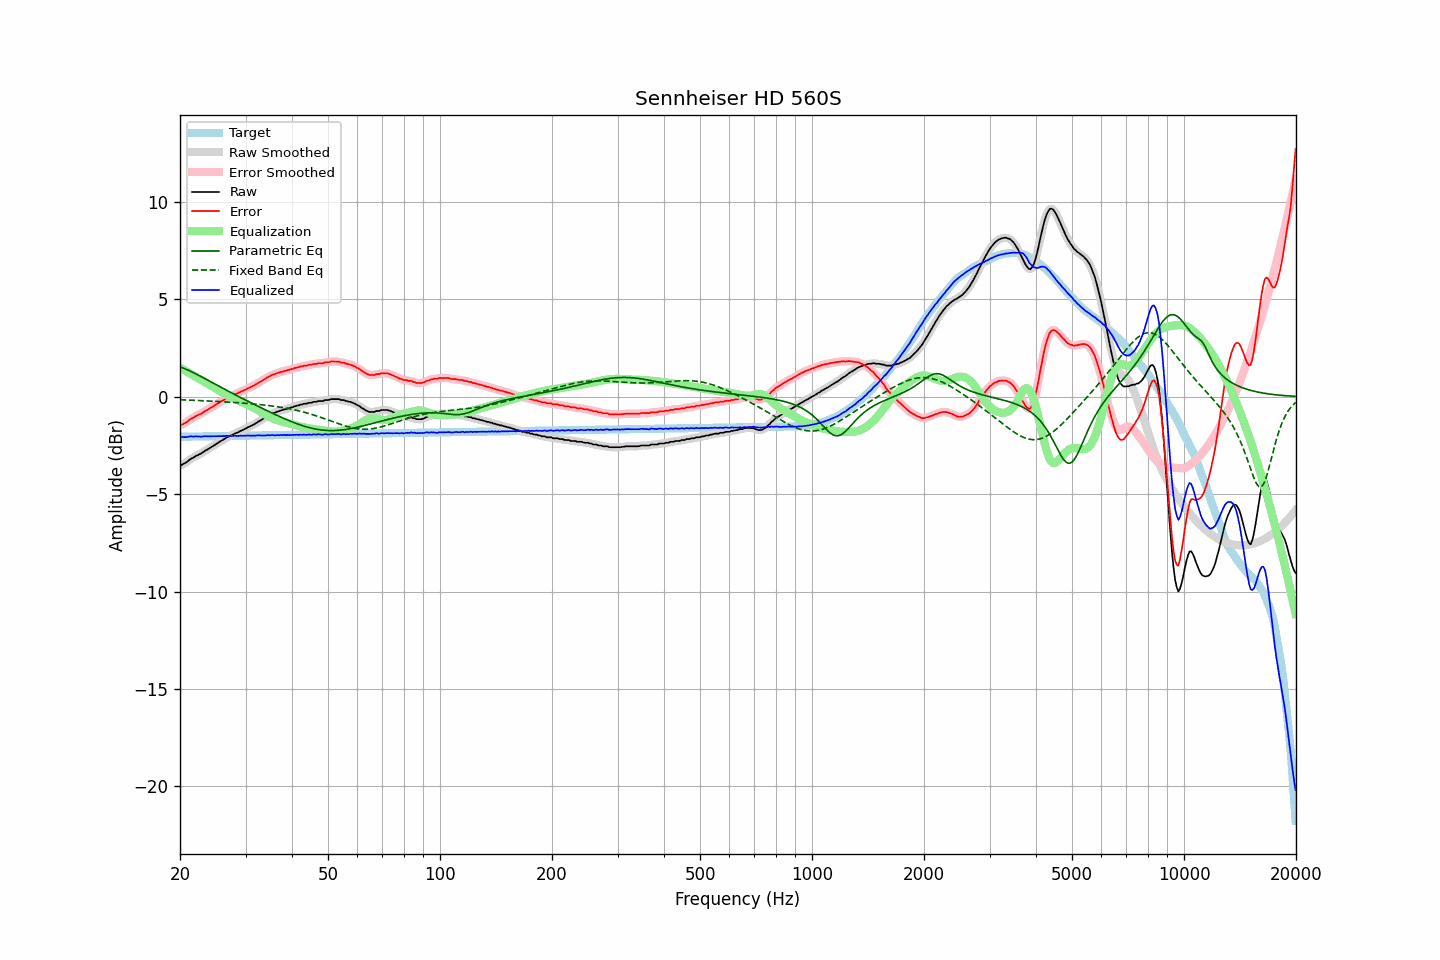 Sennheiser HD 560S
Target
Raw Smoothed
Error Smoothed
Raw
Error
Equalization
Parametric Eq
Fixed Band Eq
Equalized
Amplitude (dBr)
10
5
0
−5
−10
−15
−20
20 50 100 200 500 1000 2000 5000 10000 20000
Frequency (Hz)